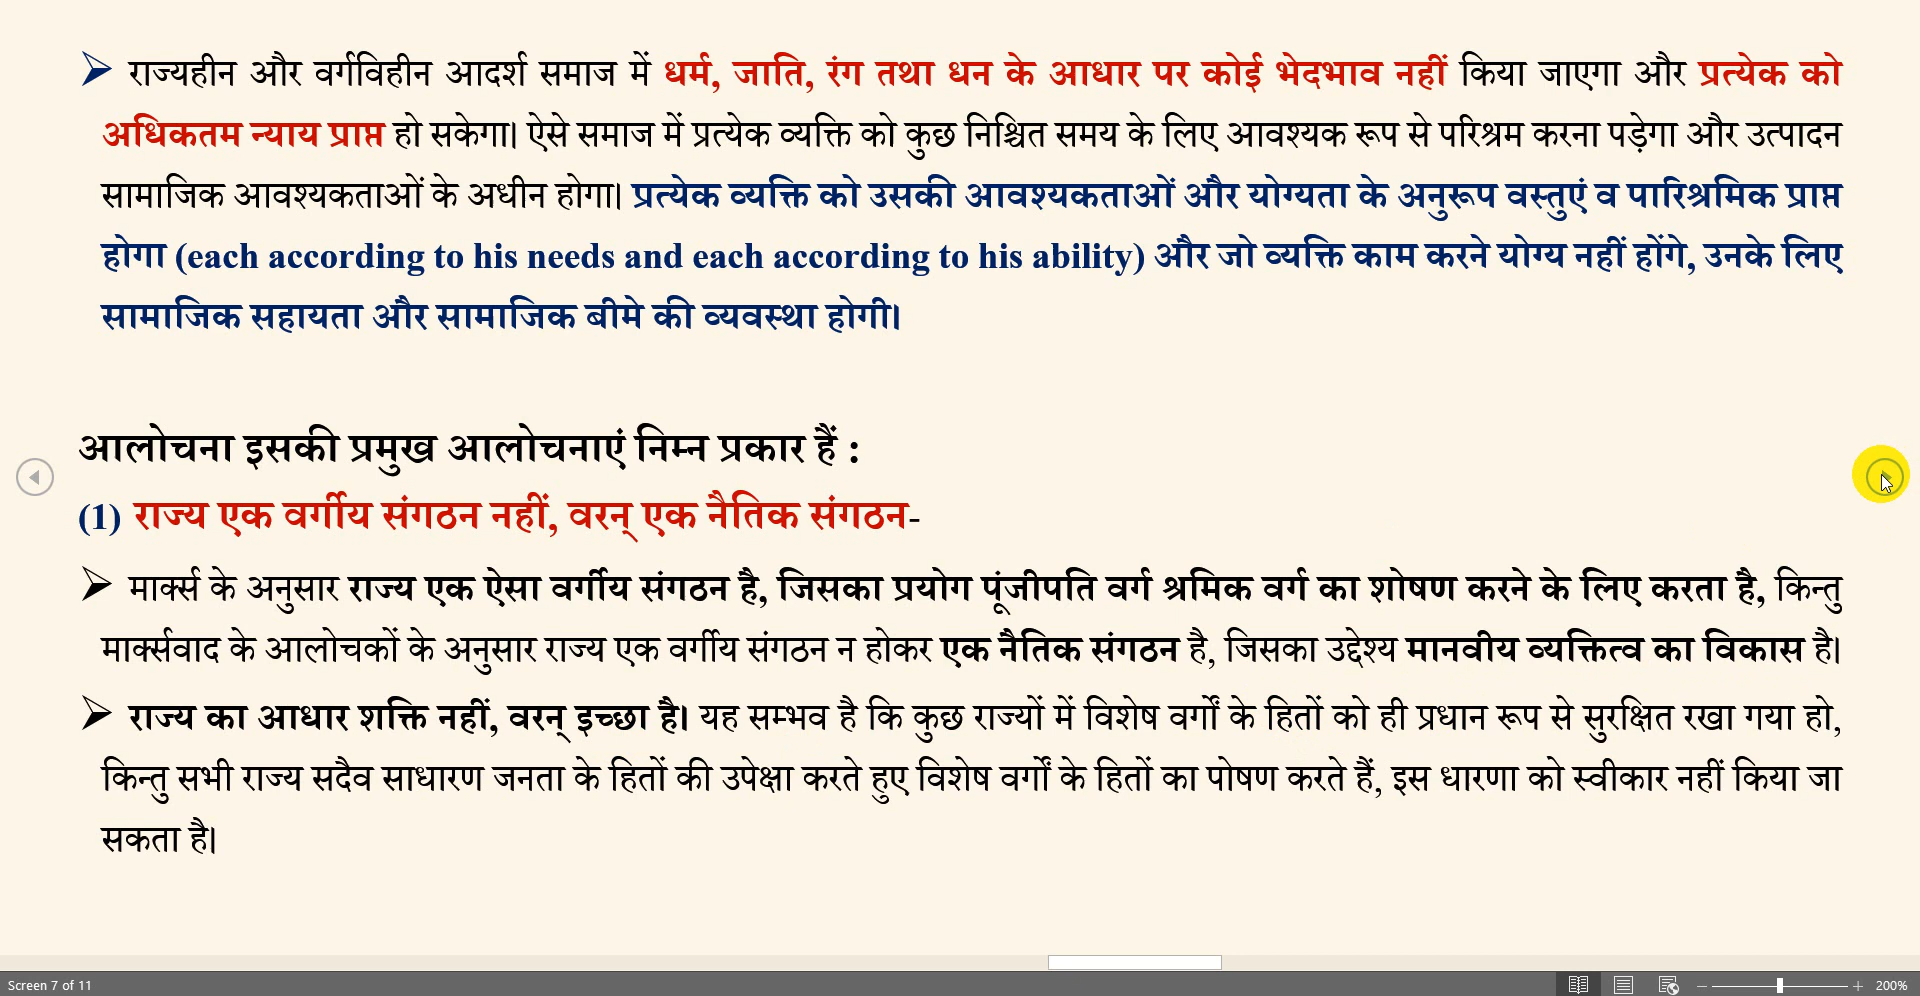 ➢ राज्यहीन और वर्गविहीन आदर्श समाज में धर्म, जाति, रंग तथा धन के आधार पर कोई भेदभाव नहीं किया जाएगा और प्रत्येक को
अधिकतम न्याय प्राप्त हो सकेगा। ऐसे समाज में प्रत्येक व्यक्ति को कुछ निश्चित समय के लिए आवश्यक रूप से परिश्रम करना पड़ेगा और उत्पादन
सामाजिक आवश्यकताओं के अधीन होगा। प्रत्येक व्यक्ति को उसकी आवश्यकताओं और योग्यता के अनुरूप वस्तुएं व पारिश्रमिक प्राप्त
होगा (each according to his needs and each according to his ability) और जो व्यक्ति काम करने योग्य नहीं होंगे, उनके लिए
सामाजिक सहायता और सामाजिक बीमे की व्यवस्था होगी।
आलोचना इसकी प्रमुख आलोचनाएं निम्न प्रकार हैं :
(1) राज्य एक वर्गीय संगठन नहीं, वरन् एक नैतिक संगठन-
➢ मार्क्स के अनुसार राज्य एक ऐसा वर्गीय संगठन है, जिसका प्रयोग पूंजीपति वर्ग श्रमिक वर्ग का शोषण करने के लिए करता है, किन्तु
मार्क्सवाद के आलोचकों के अनुसार राज्य एक वर्गीय संगठन न होकर एक नैतिक संगठन है, जिसका उद्देश्य मानवीय व्यक्तित्व का विकास है।
➢ राज्य का आधार शक्ति नहीं, वरन् इच्छा है। यह सम्भव है कि कुछ राज्यों में विशेष वर्गों के हितों को ही प्रधान रूप से सुरक्षित रखा गया हो,
किन्तु सभी राज्य सदैव साधारण जनता के हितों की उपेक्षा करते हुए विशेष वर्गों के हितों का पोषण करते हैं, इस धारणा को स्वीकार नहीं किया जा
सकता है।
Screen 7 of 11
200%